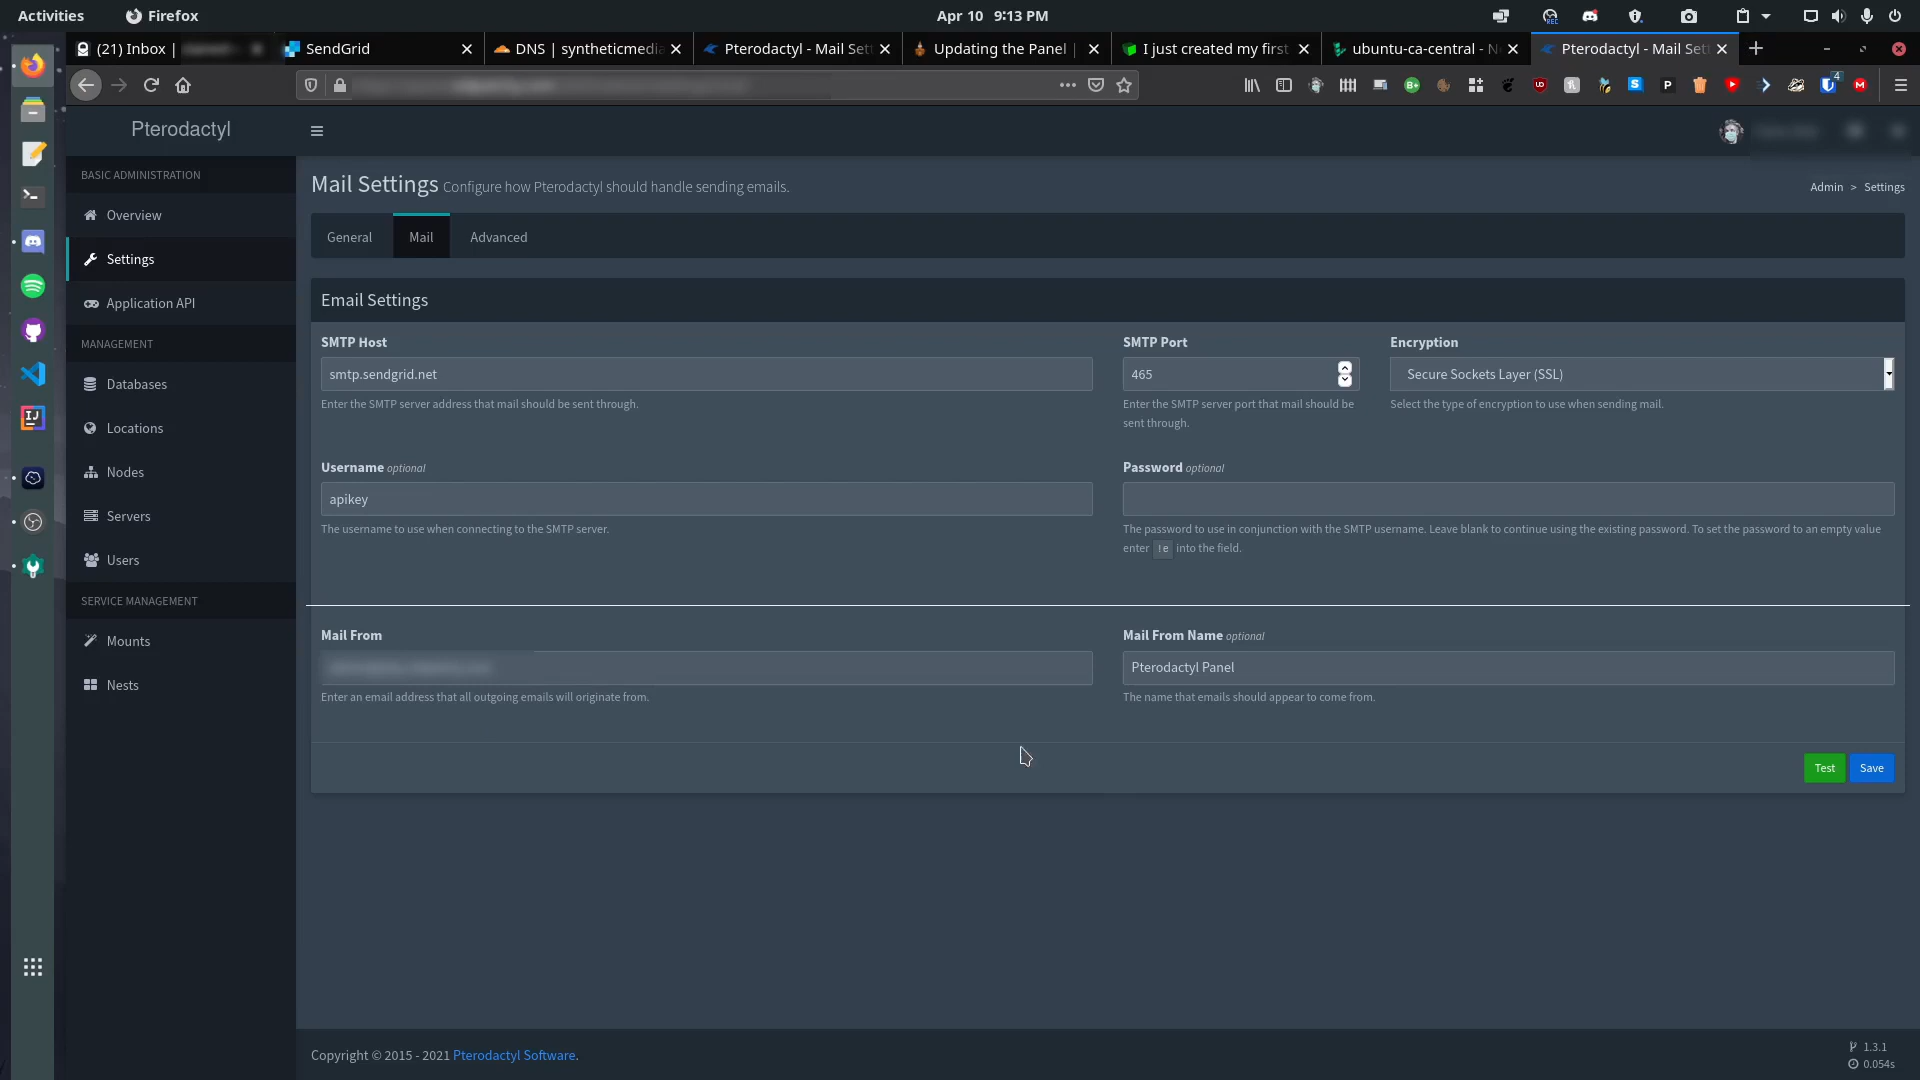 Activities Firefox Apr 10 9:13 PM
REC
(21) Inbox | SendGrid DNS | syntheticmedia Pterodactyl - Mail Set Updating the Panel | I just created my first ubuntu-ca-central - N Pterodactyl - Mail Set
4
Pterodactyl
BASIC ADMINISTRATION
Overview
Settings
Application API
MANAGEMENT
Databases
Locations
Nodes
Servers
Users
SERVICE MANAGEMENT
Mounts
Nests
Mail Settings Configure how Pterodactyl should handle sending emails.
Admin > Settings
General Mail Advanced
Email Settings
SMTP Host
smtp.sendgrid.net
Enter the SMTP server address that mail should be sent through.
SMTP Port
465
Enter the SMTP server port that mail should be
sent through.
Encryption
Secure Sockets Layer (SSL)
Select the type of encryption to use when sending mail.
Username optional
apikey
The username to use when connecting to the SMTP server.
Password optional
The password to use in conjunction with the SMTP username. Leave blank to continue using the existing password. To set the password to an empty value
enter !e into the field.
Mail From
Enter an email address that all outgoing emails will originate from.
Mail From Name optional
Pterodactyl Panel
The name that emails should appear to come from.
Test Save
Copyright © 2015 - 2021 Pterodactyl Software.
1.3.1
0.054s